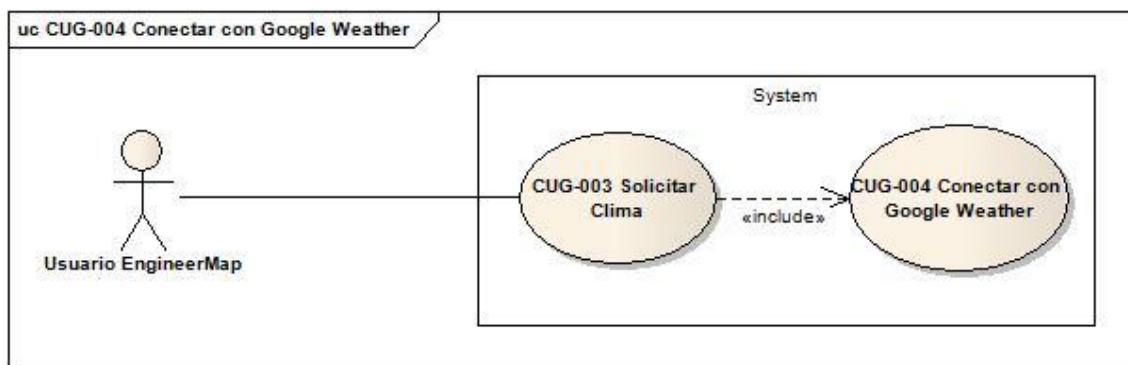 uc CUG-004 Conectar con Google Weather
System
CUG-003 Solicitar
Clima
«include»
CUG-004 Conectar con
Google Weather
Usuario EngineerMap